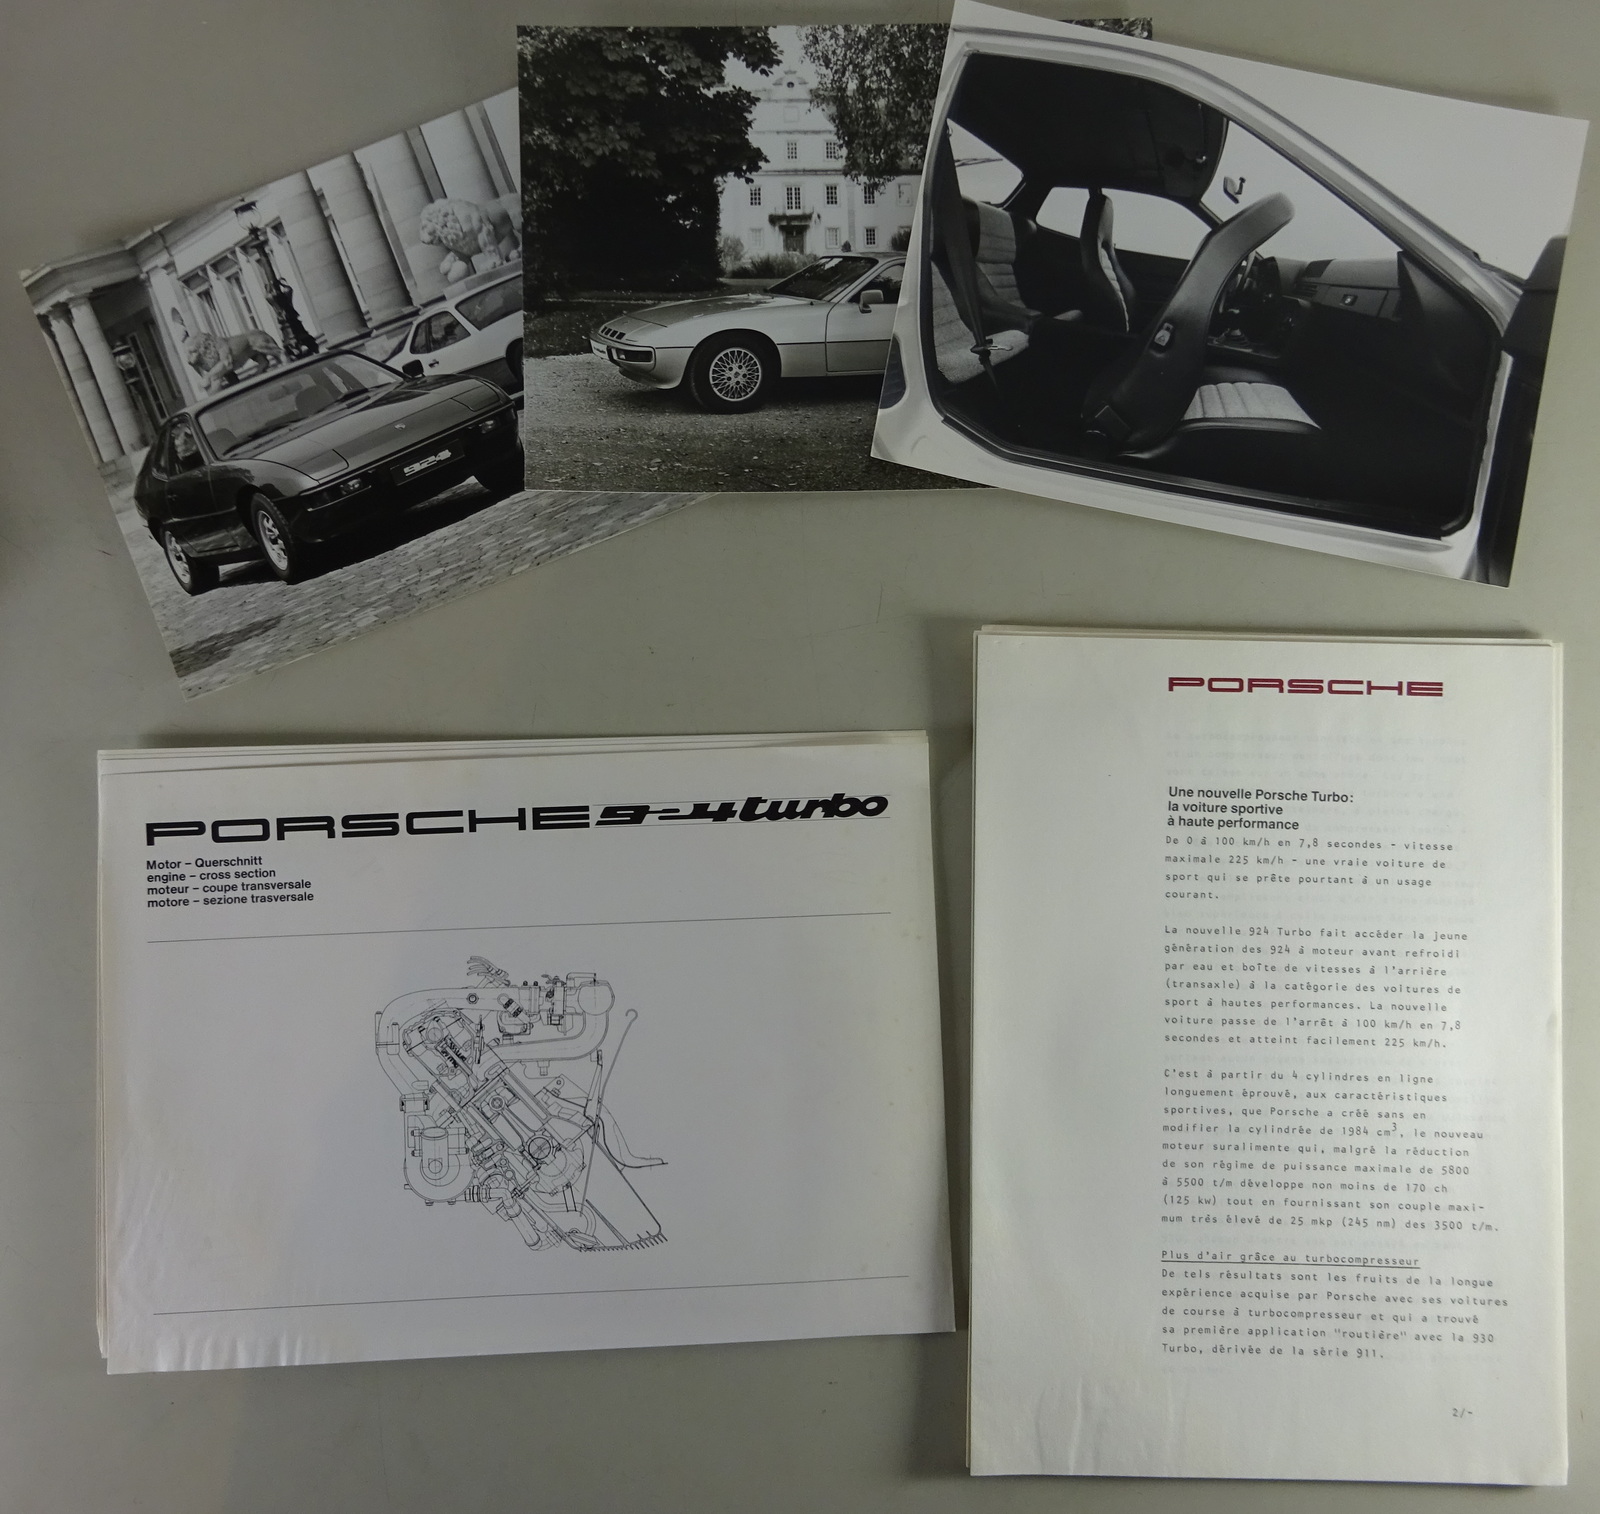 924
PORSCHE 924 turbo
Motor – Querschnitt
engine – cross section
moteur – coupe transversale
motore – sezione trasversale
PORSCHE
Une nouvelle Porsche Turbo:
la voiture sportive
à haute performance
De 0 à 100 km/h en 7,8 secondes - vitesse
maximale 225 km/h - une vraie voiture de
sport qui se prête pourtant à un usage
courant.
La nouvelle 924 Turbo fait accéder la jeune
génération des 924 à moteur avant refroidi
par eau et boîte de vitesses à l'arrière
(transaxle) à la catégorie des voitures de
sport à hautes performances. La nouvelle
voiture passe de l'arrêt à 100 km/h en 7,8
secondes et atteint facilement 225 km/h.
C'est à partir du 4 cylindres en ligne
longuement éprouvé, aux caractéristiques
sportives, que Porsche a créé sans en
modifier la cylindrée de 1984 cm³, le nouveau
moteur suralimente qui, malgré la réduction
de son régime de puissance maximale de 5800
à 5500 t/m développe non moins de 170 ch
(125 kw) tout en fournissant son couple maxi-
mum trés élevé de 25 mkp (245 nm) des 3500 t/m.
Plus d'air grâce au turbocompresseur
De tels résultats sont les fruits de la longue
expérience acquise par Porsche avec ses voitures
de course à turbocompresseur et qui a trouvé
sa première application "routière" avec la 930
Turbo, dérivée de la série 911.
2/-